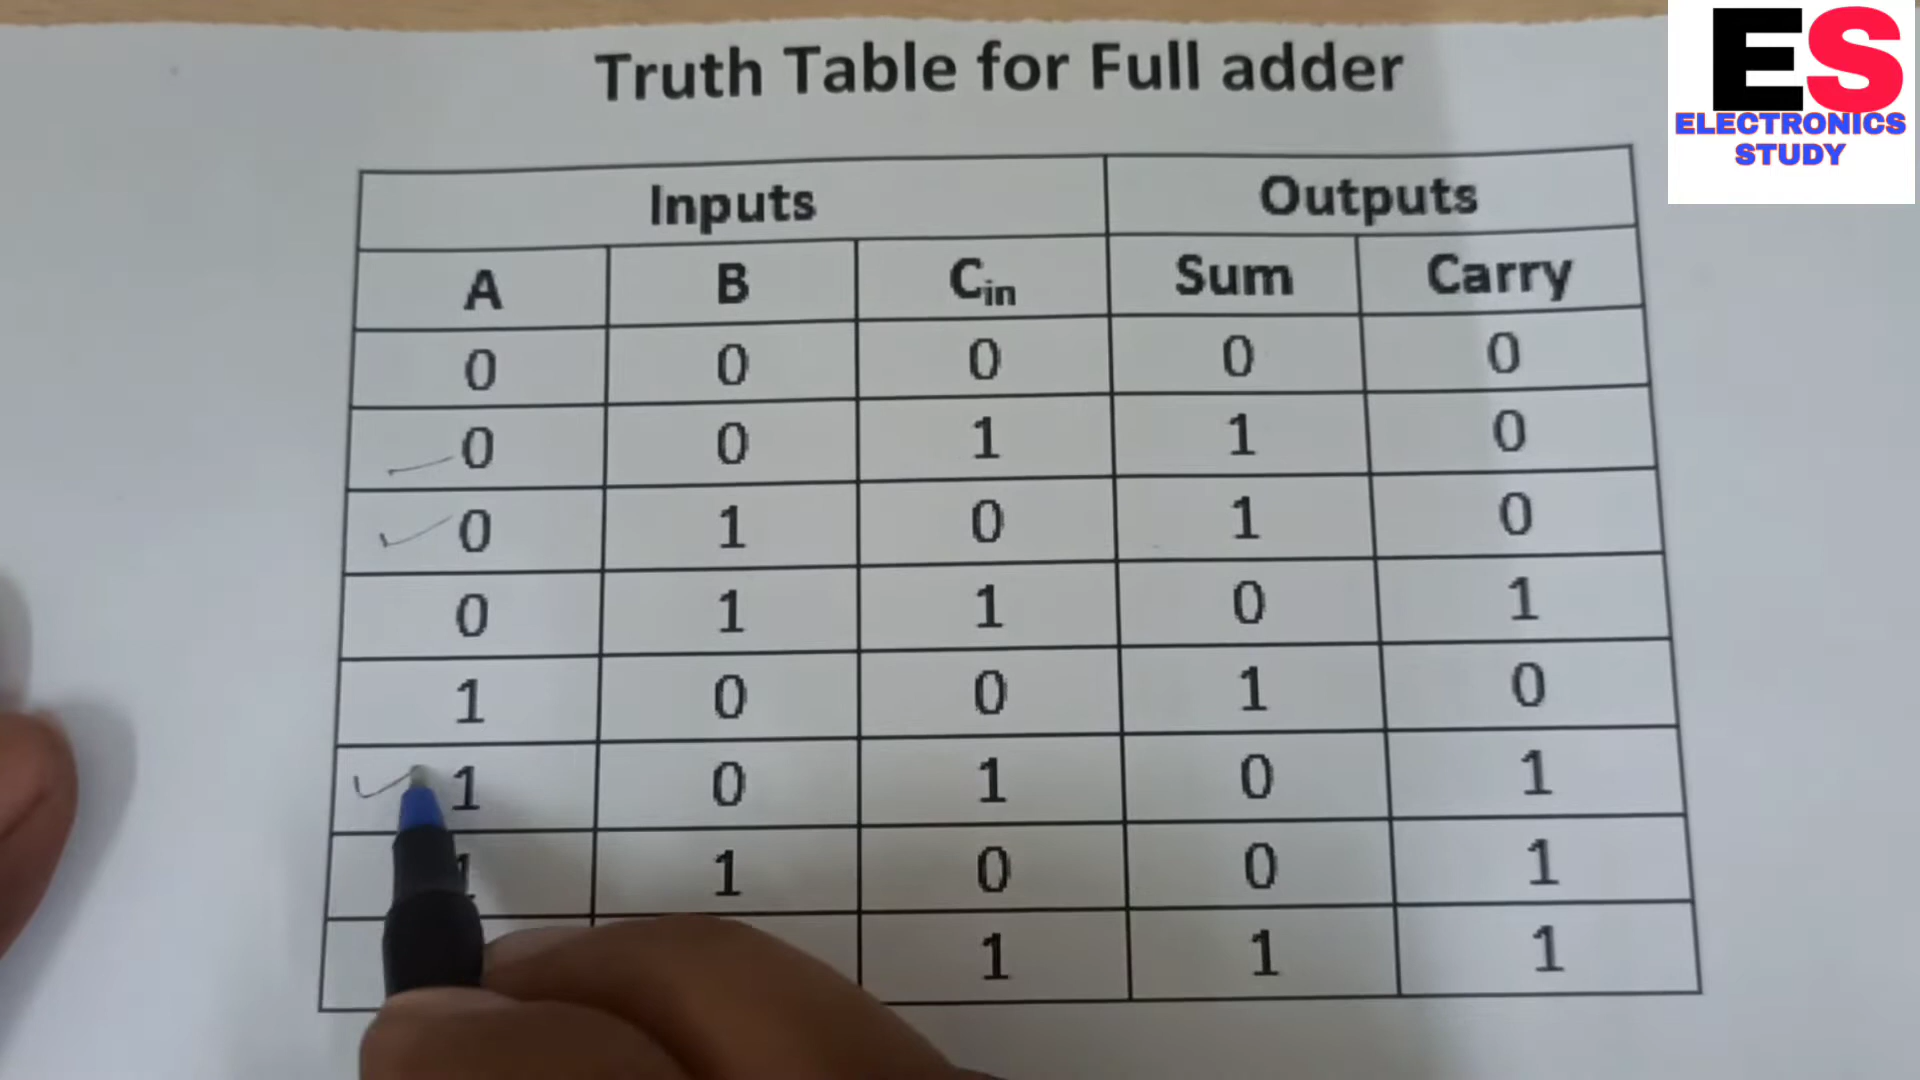 Truth Table for Full adder
ES
ELECTRONICS
STUDY
Inputs Outputs
A B Cin Sum Carry
0 0 0 0 0
0 0 1 1 0
0 1 0 1 0
0 1 1 0 1
1 0 0 1 0
1 0 1 0 1
1 1 0 0 1
1 1 1